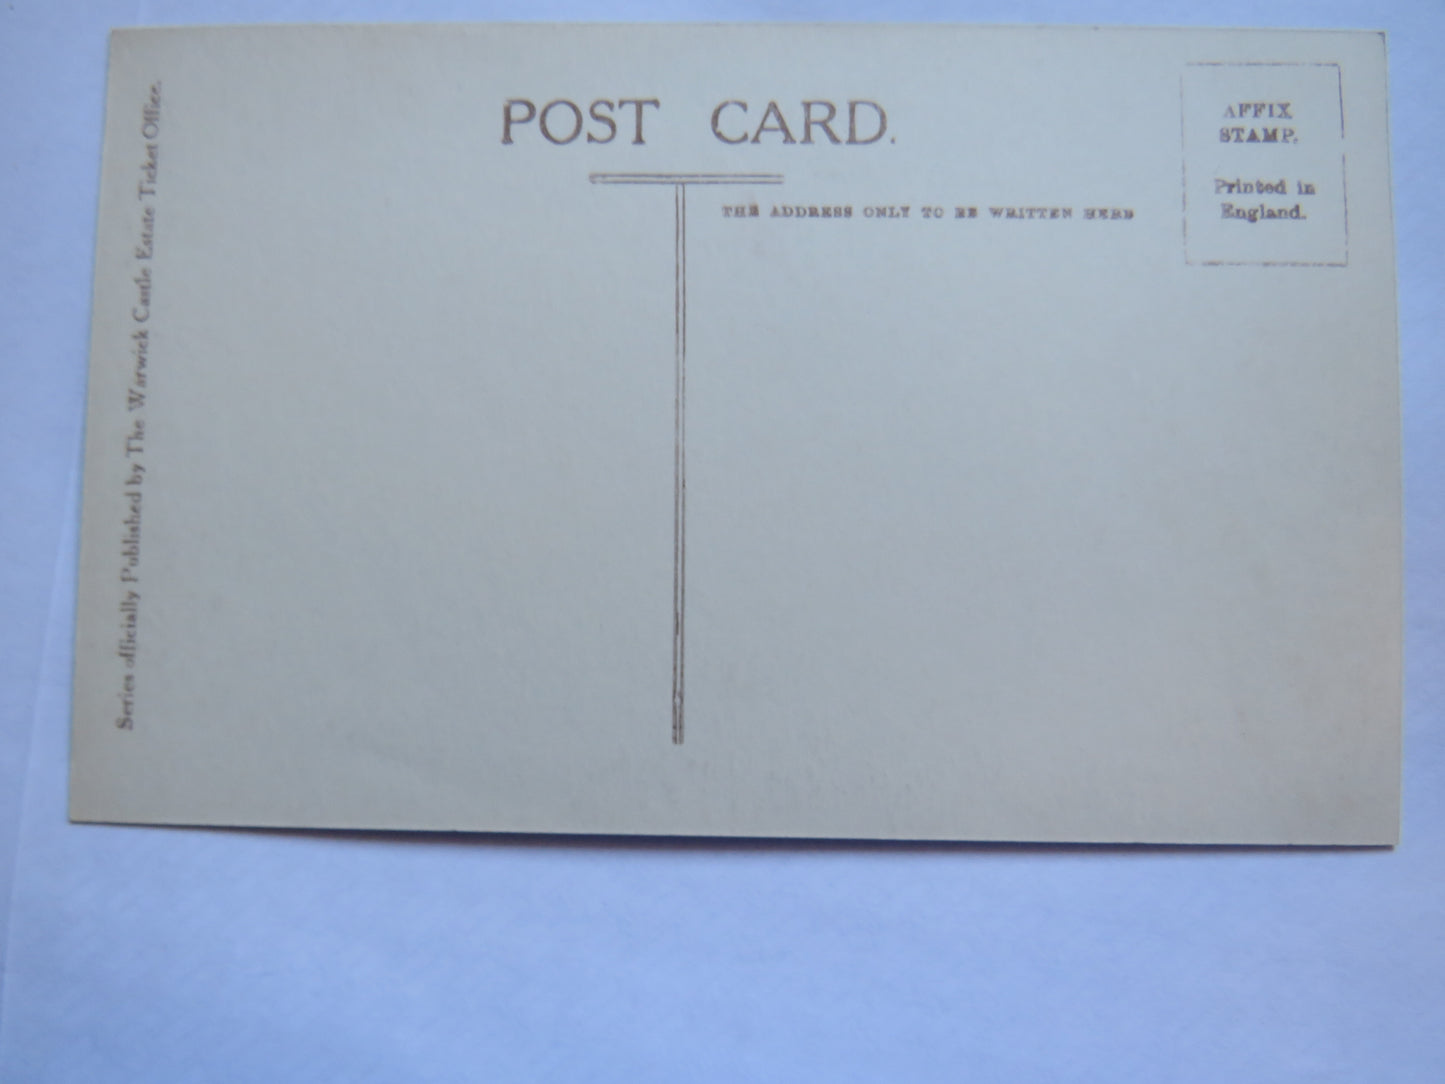 POST CARD.
AFFIX
STAMP.
Printed in
England.
THE ADDRESS ONLY TO BE WRITTEN HERE
Series officially Published by The Warwick Castle Estate Ticket Office.